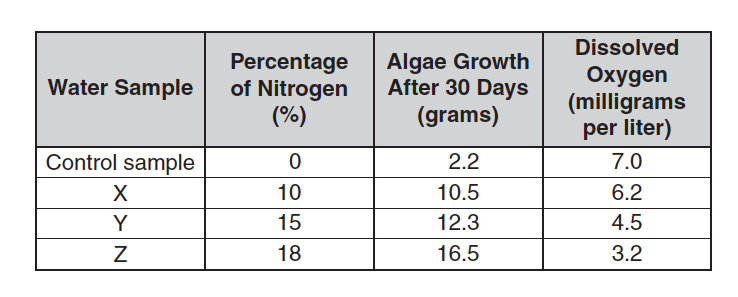 Water Sample
Percentage
of Nitrogen
(%)
Algae Growth
After 30 Days
(grams)
Dissolved
Oxygen
(milligrams
per liter)
Control sample 0 2.2 7.0
X 10 10.5 6.2
Y 15 12.3 4.5
Z 18 16.5 3.2